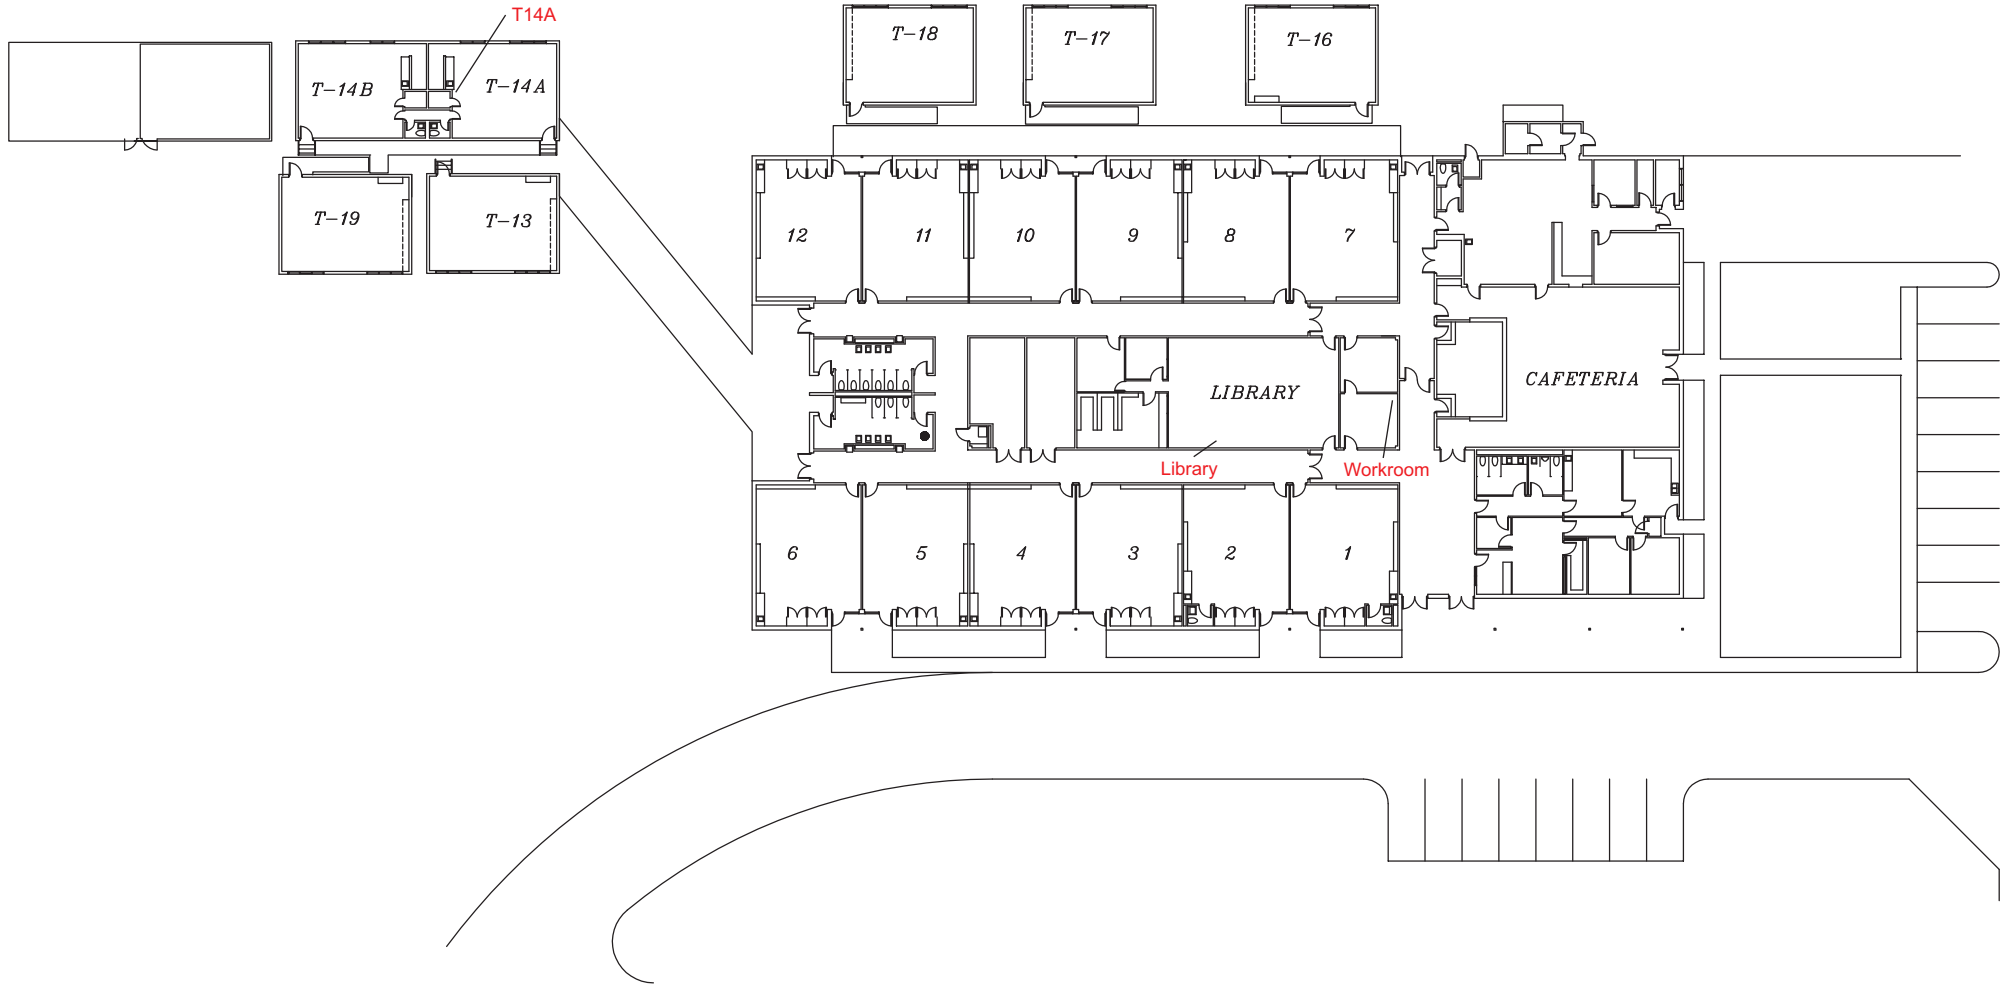 T14A
T-18
T-17
T-16
T-14B
T-14A
T-19
T-13
12
11
10
9
8
7
LIBRARY
CAFETERIA
Library
Workroom
6
5
4
3
2
1